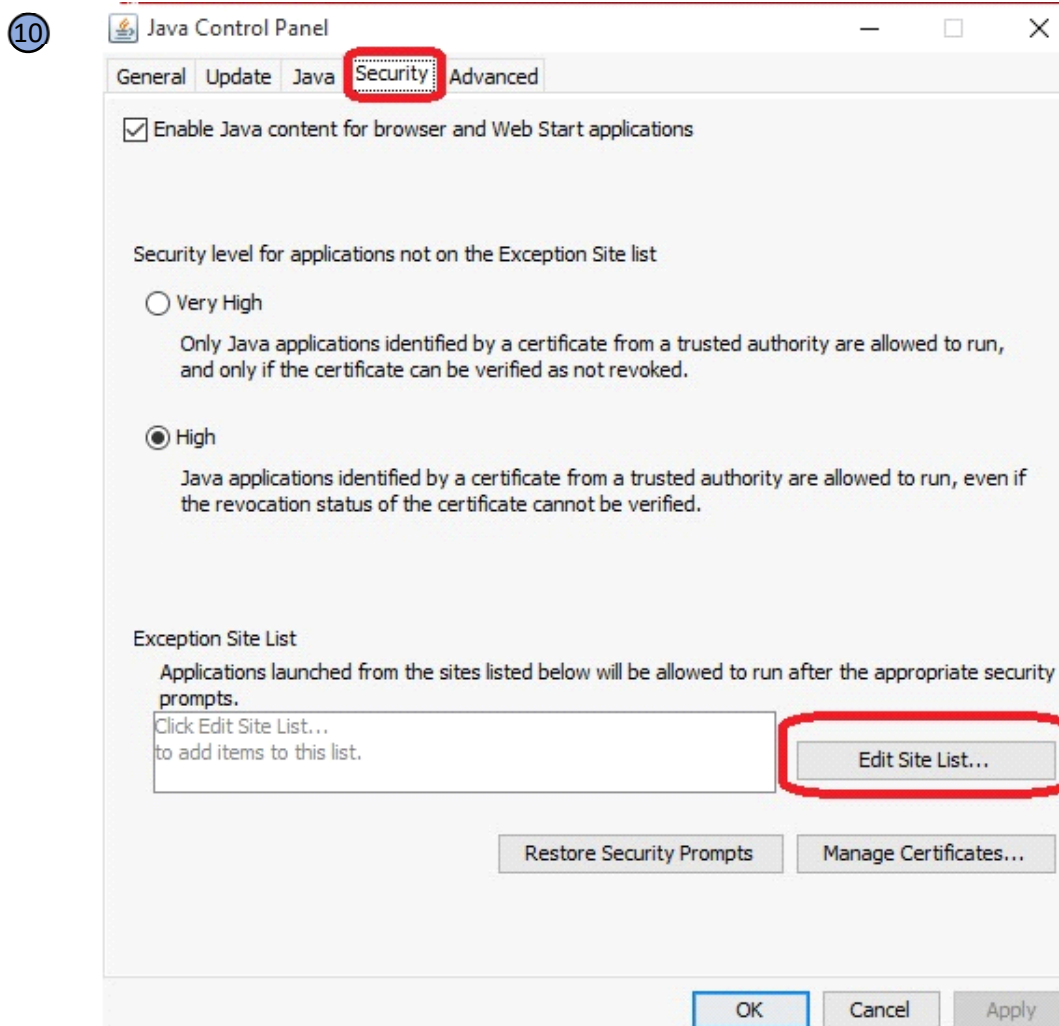 10
Java Control Panel
General Update Java Security Advanced
Enable Java content for browser and Web Start applications
Security level for applications not on the Exception Site list
Very High
Only Java applications identified by a certificate from a trusted authority are allowed to run,
and only if the certificate can be verified as not revoked.
High
Java applications identified by a certificate from a trusted authority are allowed to run, even if
the revocation status of the certificate cannot be verified.
Exception Site List
Applications launched from the sites listed below will be allowed to run after the appropriate security
prompts.
Click Edit Site List...
to add items to this list.
Edit Site List...
Restore Security Prompts Manage Certificates...
OK Cancel Apply